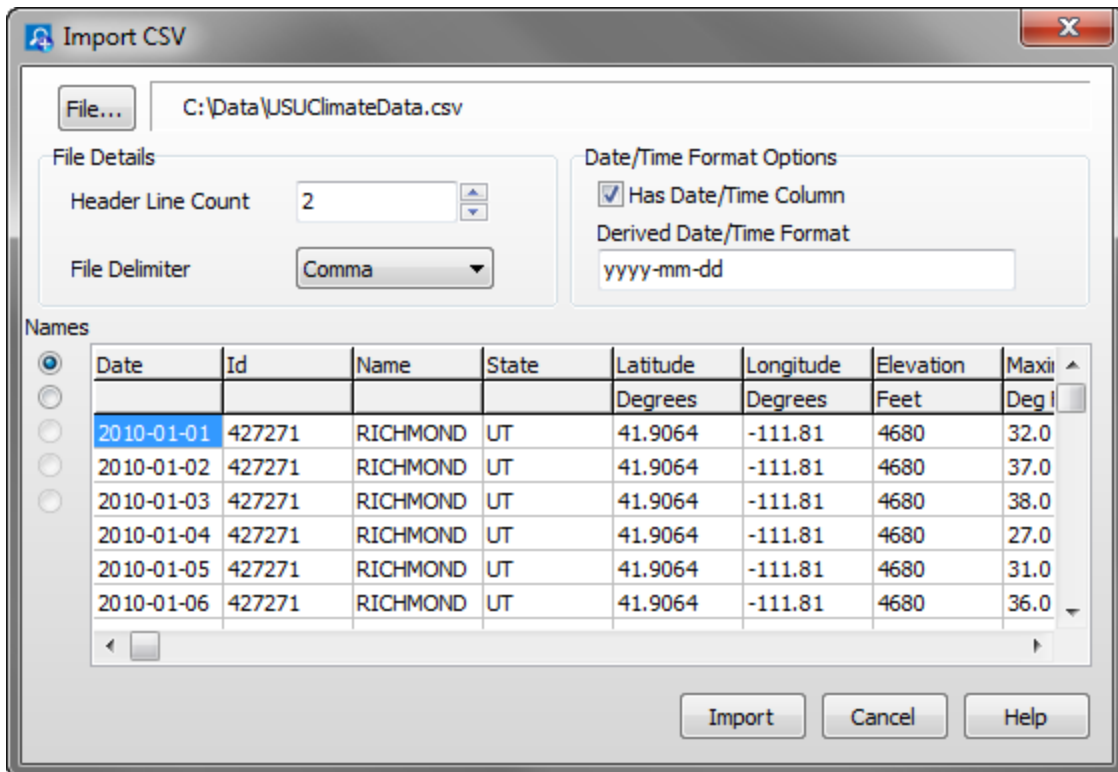 Import CSV
File... C:\Data\USUClimateData.csv
File Details
Header Line Count 2
File Delimiter Comma
Date/Time Format Options
Has Date/Time Column
Derived Date/Time Format
yyyy-mm-dd
Names
Date Id Name State Latitude Longitude Elevation
Degrees Degrees Feet Deg
2010-01-01 427271 RICHMOND UT 41.9064 -111.81 4680 32.0
2010-01-02 427271 RICHMOND UT 41.9064 -111.81 4680 37.0
2010-01-03 427271 RICHMOND UT 41.9064 -111.81 4680 38.0
2010-01-04 427271 RICHMOND UT 41.9064 -111.81 4680 27.0
2010-01-05 427271 RICHMOND UT 41.9064 -111.81 4680 31.0
2010-01-06 427271 RICHMOND UT 41.9064 -111.81 4680 36.0
Import Cancel Help